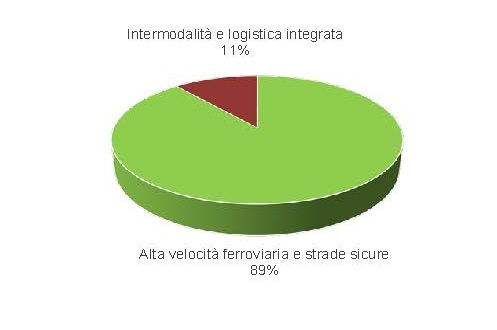 Intermodalità e logistica integrata
11%
Alta velocità ferroviaria e strade sicure
89%